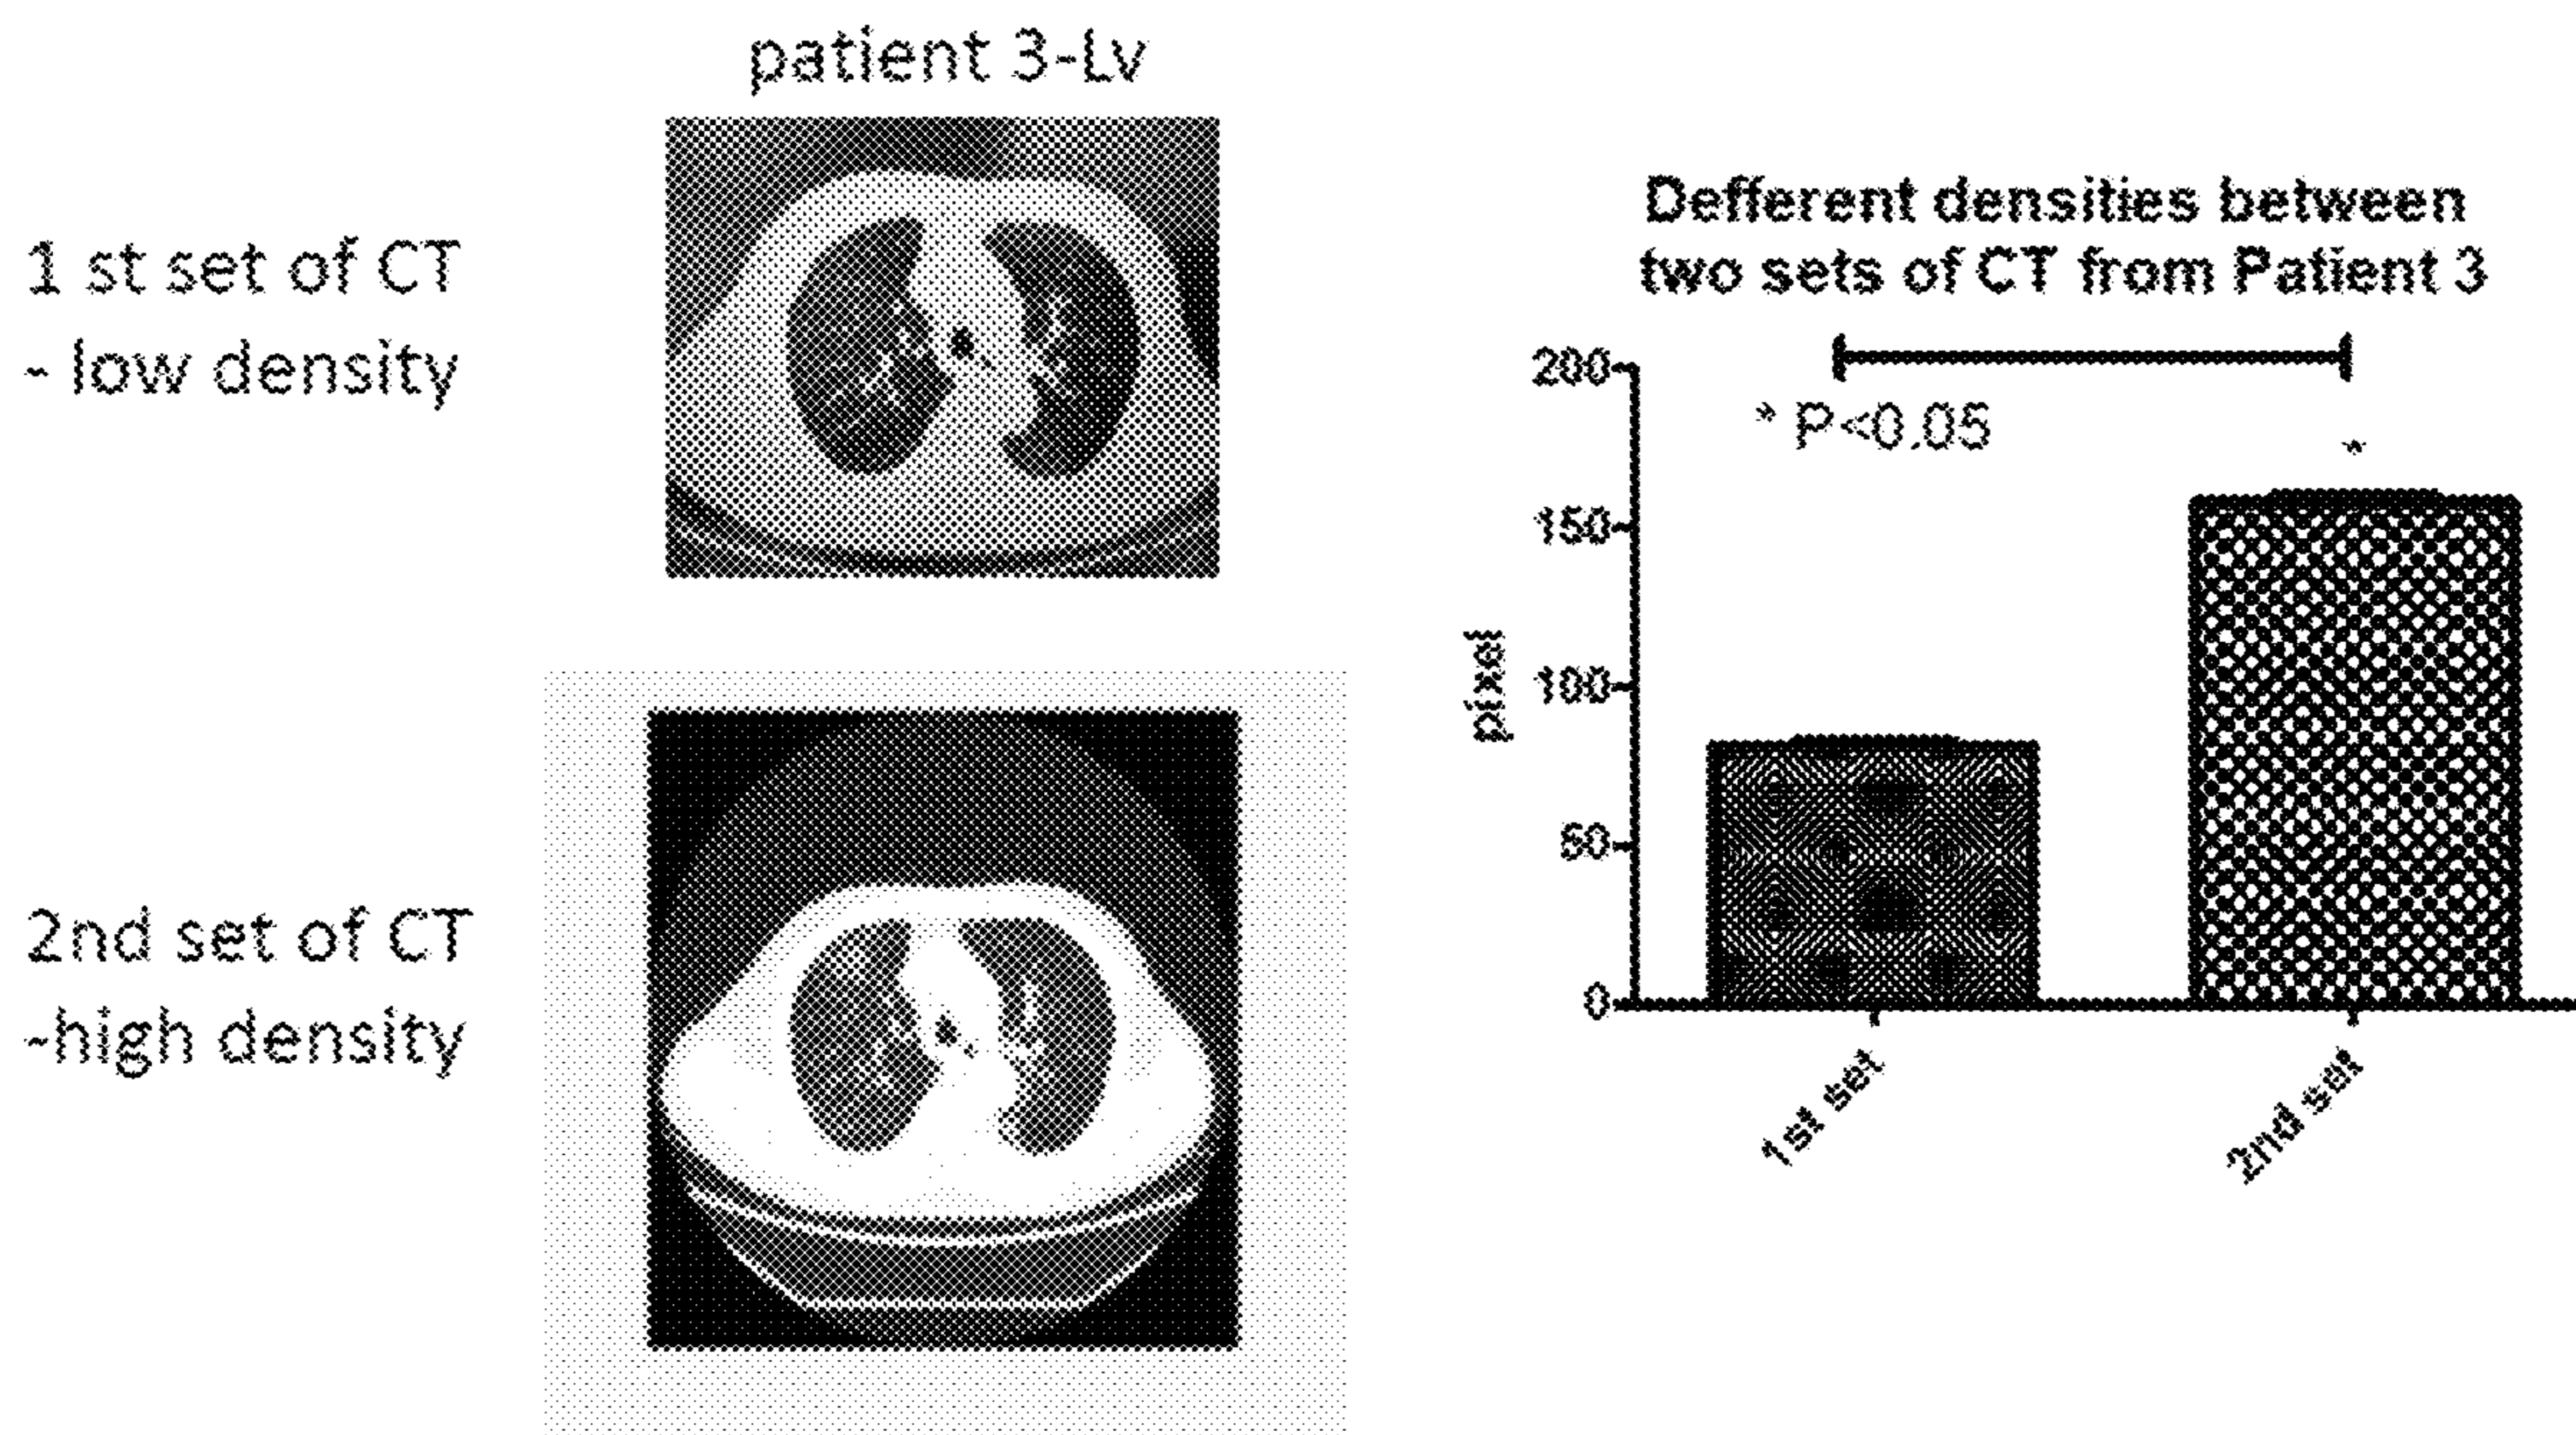 patient 3-Lv
1 st set of CT
- low density
2nd set of CT
-high density
Defferent densities between
two sets of CT from Patient 3
* P<0.05
*
pixel
200
150
100
50
0
1st set
2nd set